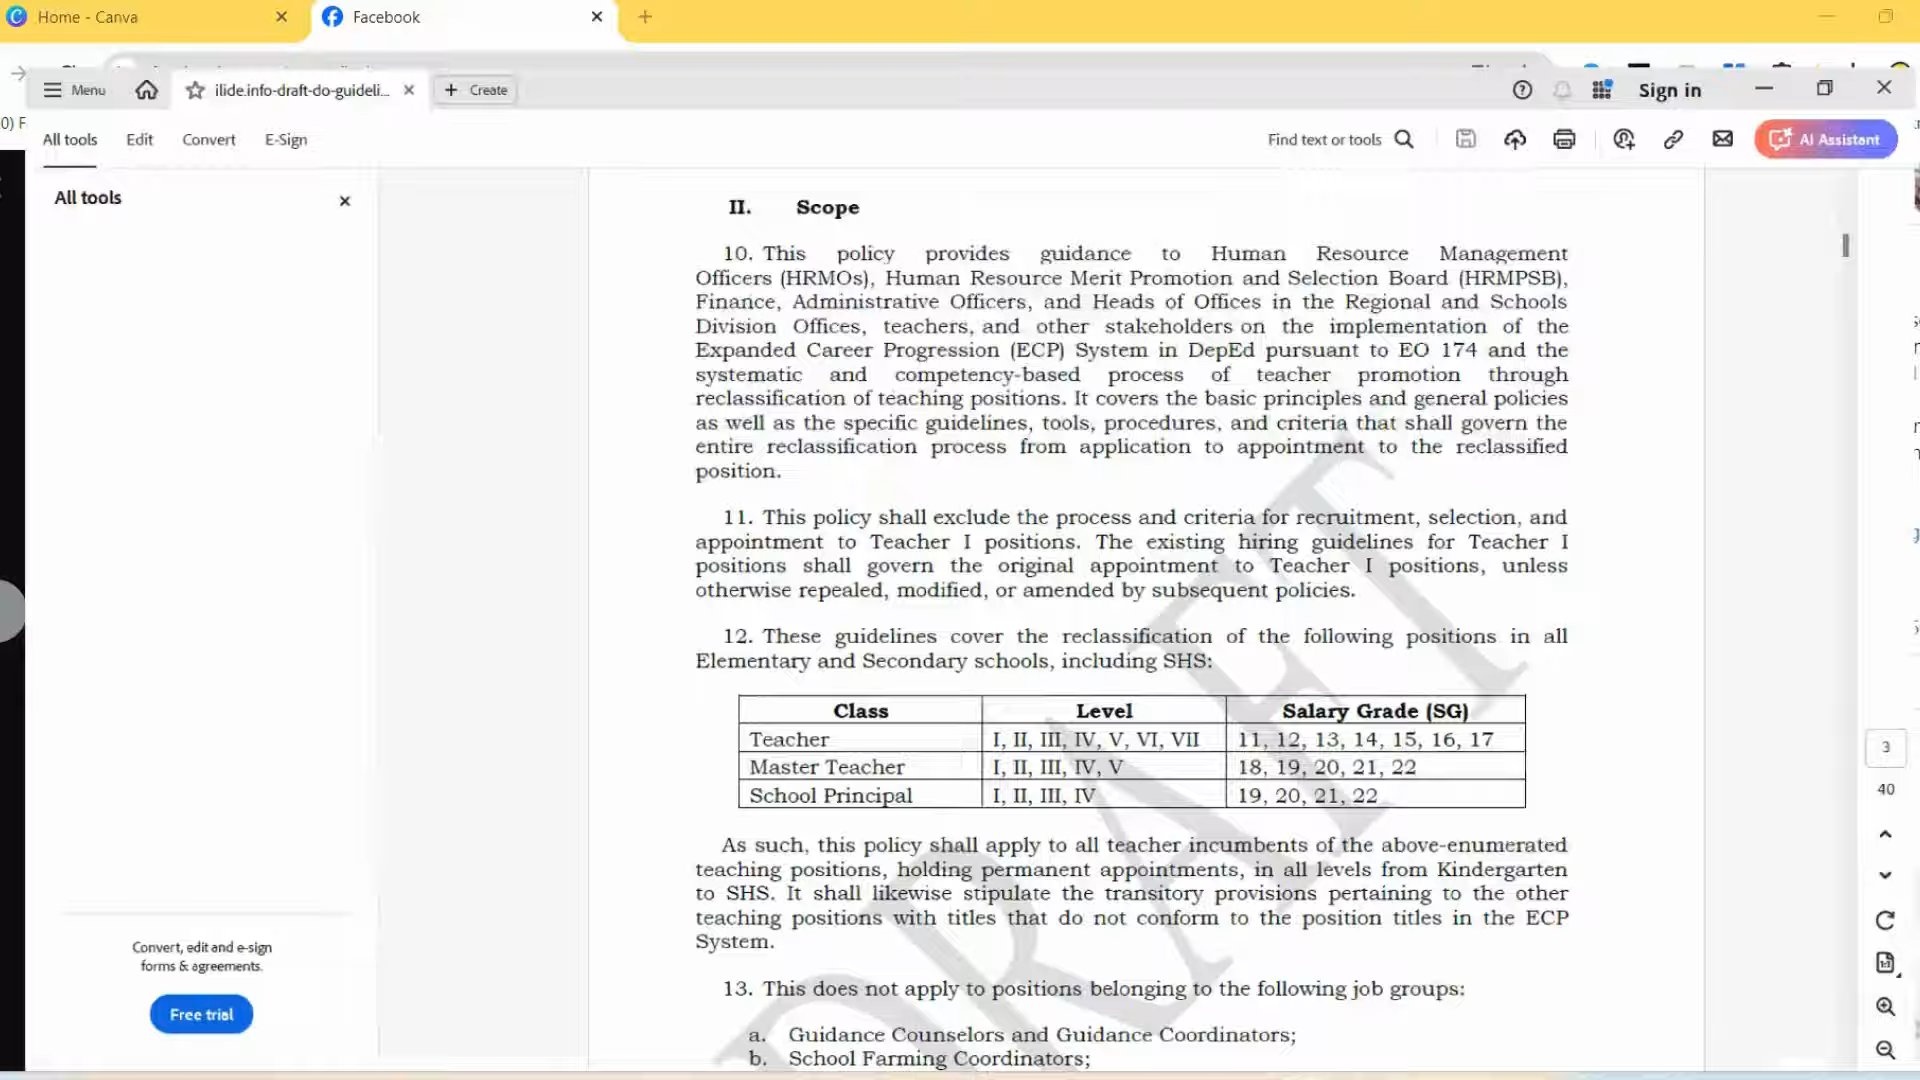 Home - Canva
Facebook
Menu
ilide.info-draft-do-guideli...
Create
Sign in
All tools
Edit
Convert
E-Sign
Find text or tools
AI Assistant
All tools
II. Scope
10. This policy provides guidance to Human Resource Management
Officers (HRMOs), Human Resource Merit Promotion and Selection Board (HRMPSB),
Finance, Administrative Officers, and Heads of Offices in the Regional and Schools
Division Offices, teachers, and other stakeholders on the implementation of the
Expanded Career Progression (ECP) System in DepEd pursuant to EO 174 and the
systematic and competency-based process of teacher promotion through
reclassification of teaching positions. It covers the basic principles and general policies
as well as the specific guidelines, tools, procedures, and criteria that shall govern the
entire reclassification process from application to appointment to the reclassified
position.
11. This policy shall exclude the process and criteria for recruitment, selection, and
appointment to Teacher I positions. The existing hiring guidelines for Teacher I
positions shall govern the original appointment to Teacher I positions, unless
otherwise repealed, modified, or amended by subsequent policies.
12. These guidelines cover the reclassification of the following positions in all
Elementary and Secondary schools, including SHS:
Class Level Salary Grade (SG)
Teacher I, II, III, IV, V, VI, VII 11, 12, 13, 14, 15, 16, 17
Master Teacher I, II, III, IV, V 18, 19, 20, 21, 22
School Principal I, II, III, IV 19, 20, 21, 22
As such, this policy shall apply to all teacher incumbents of the above-enumerated
teaching positions, holding permanent appointments, in all levels from Kindergarten
to SHS. It shall likewise stipulate the transitory provisions pertaining to the other
teaching positions with titles that do not conform to the position titles in the ECP
System.
13. This does not apply to positions belonging to the following job groups:
a. Guidance Counselors and Guidance Coordinators;
b. School Farming Coordinators;
DRAFT
Convert, edit and e-sign
forms & agreements.
Free trial
3
40